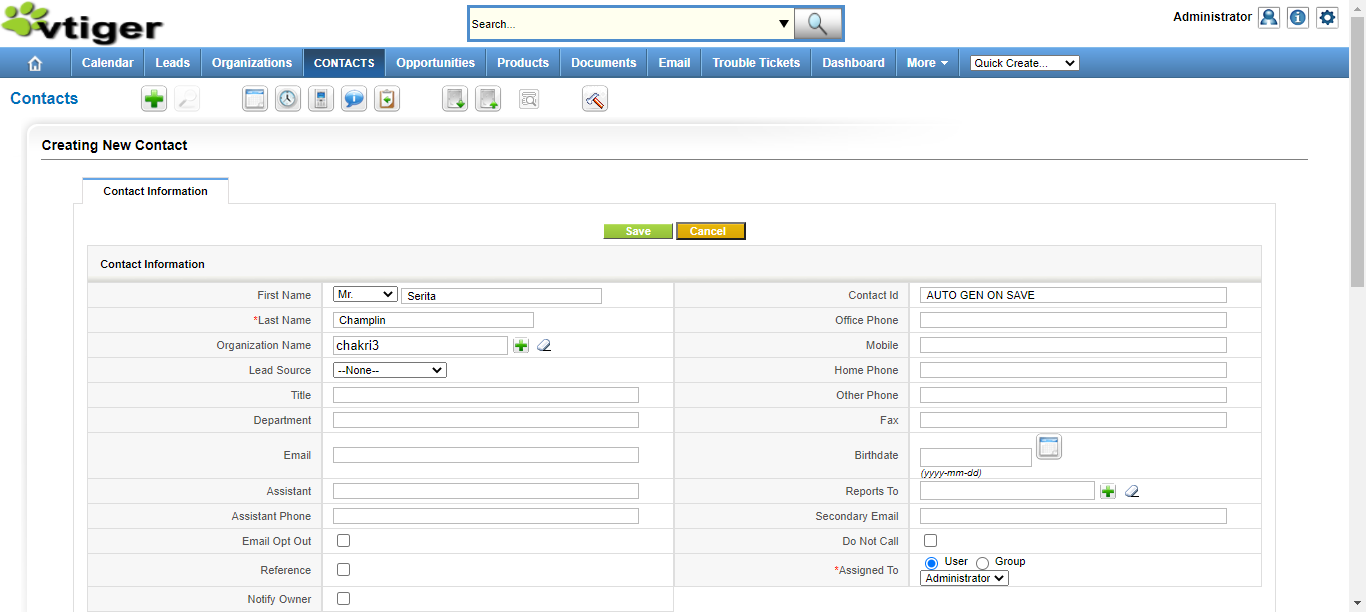 vtiger
Search...
Administrator
Calendar Leads Organizations CONTACTS Opportunities Products Documents Email Trouble Tickets Dashboard More Quick Create...
Contacts
Creating New Contact
Contact Information
Save Cancel
Contact Information
First Name Mr. Serita Contact Id AUTO GEN ON SAVE
*Last Name Champlin Office Phone
Organization Name chakri3 Mobile
Lead Source --None-- Home Phone
Title Other Phone
Department Fax
Email Birthdate
(yyyy-mm-dd)
Assistant Reports To
Assistant Phone Secondary Email
Email Opt Out Do Not Call
Reference *Assigned To User Group
Administrator
Notify Owner